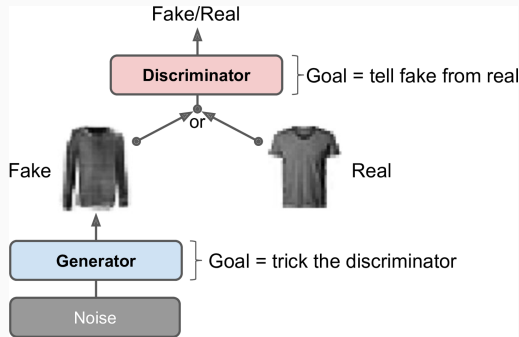 Fake/Real
Discriminator
Goal = tell fake from real
or
Fake
Real
Generator
Goal = trick the discriminator
Noise